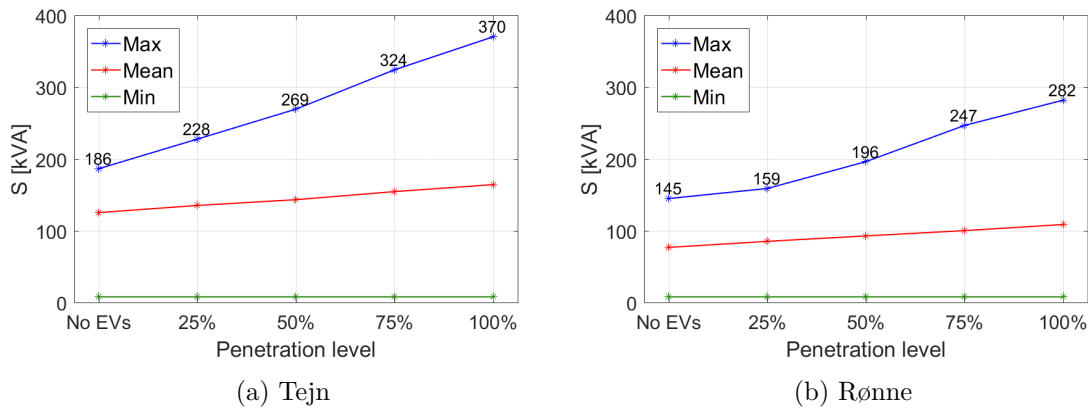 400
300
200
100
0
S [kVA]
Max
Mean
Min
186
228
269
324
370
No EVs 25% 50% 75% 100%
Penetration level
(a) Tejn
400
300
200
100
0
S [kVA]
Max
Mean
Min
145
159
196
247
282
No EVs 25% 50% 75% 100%
Penetration level
(b) Rønne